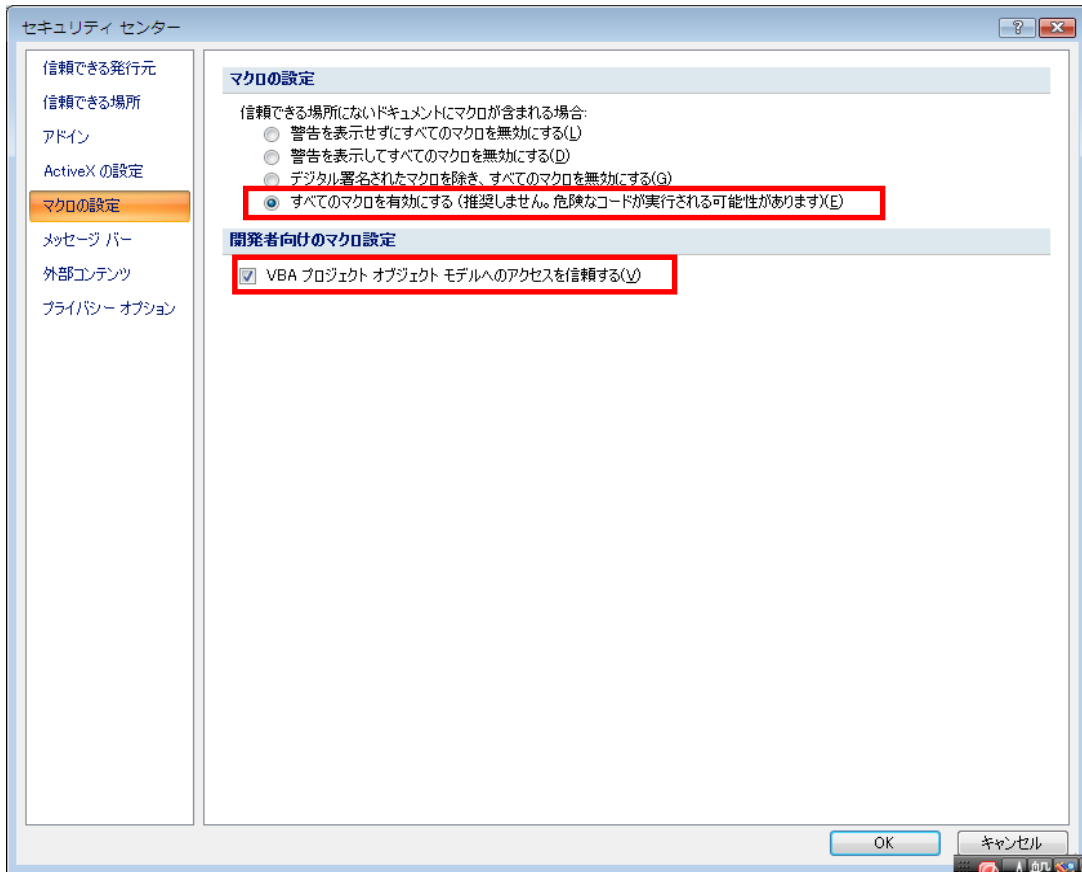 セキュリティ センター
信頼できる発行元
信頼できる場所
アドイン
ActiveX の設定
マクロの設定
メッセージ バー
外部コンテンツ
プライバシー オプション
マクロの設定
信頼できる場所にないドキュメントにマクロが含まれる場合:
警告を表示せずにすべてのマクロを無効にする(L)
警告を表示してすべてのマクロを無効にする(D)
デジタル署名されたマクロを除き、すべてのマクロを無効にする(G)
すべてのマクロを有効にする (推奨しません。危険なコードが実行される可能性があります)(E)
開発者向けのマクロ設定
VBA プロジェクト オブジェクト モデルへのアクセスを信頼する(V)
OK
キャンセル